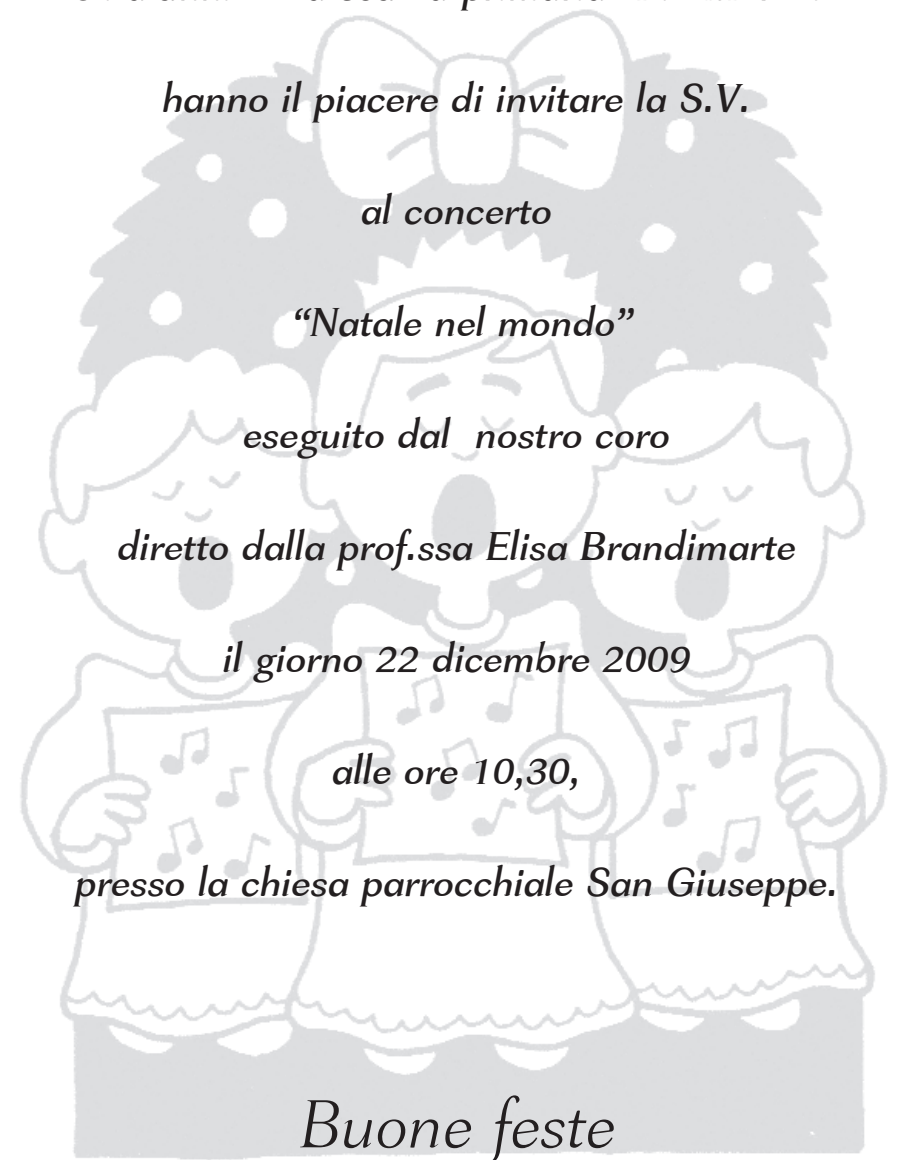 hanno il piacere di invitare la S.V.
al concerto
“Natale nel mondo”
eseguito dal  nostro coro
diretto dalla prof.ssa Elisa Brandimarte
il giorno 22 dicembre 2009
alle ore 10,30,
presso la chiesa parrocchiale San Giuseppe.
Buone feste